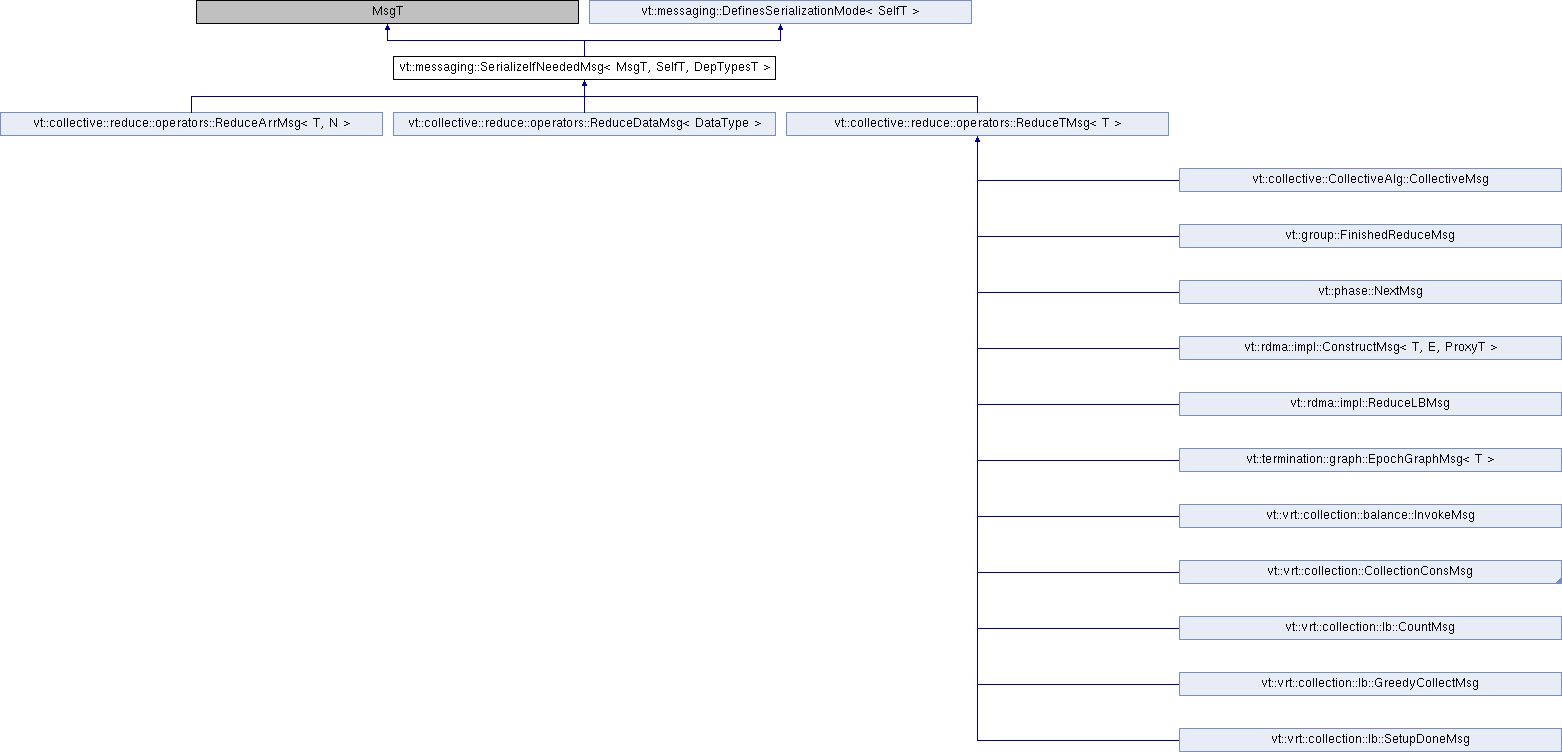 MsgT
vt::messaging::DefinesSerializationMode< SelfT >
vt::messaging::SerializeIfNeededMsg< MsgT, SelfT, DepTypesT >
vt::collective::reduce::operators::ReduceArrMsg< T, N >
vt::collective::reduce::operators::ReduceDataMsg< DataType >
vt::collective::reduce::operators::ReduceTMsg< T >
vt::collective::CollectiveAlg::CollectiveMsg
vt::group::FinishedReduceMsg
vt::phase::NextMsg
vt::rdma::impl::ConstructMsg< T, E, ProxyT >
vt::rdma::impl::ReduceLBMsg
vt::termination::graph::EpochGraphMsg< T >
vt::vrt::collection::balance::InvokeMsg
vt::vrt::collection::CollectionConsMsg
vt::vrt::collection::lb::CountMsg
vt::vrt::collection::lb::GreedyCollectMsg
vt::vrt::collection::lb::SetupDoneMsg